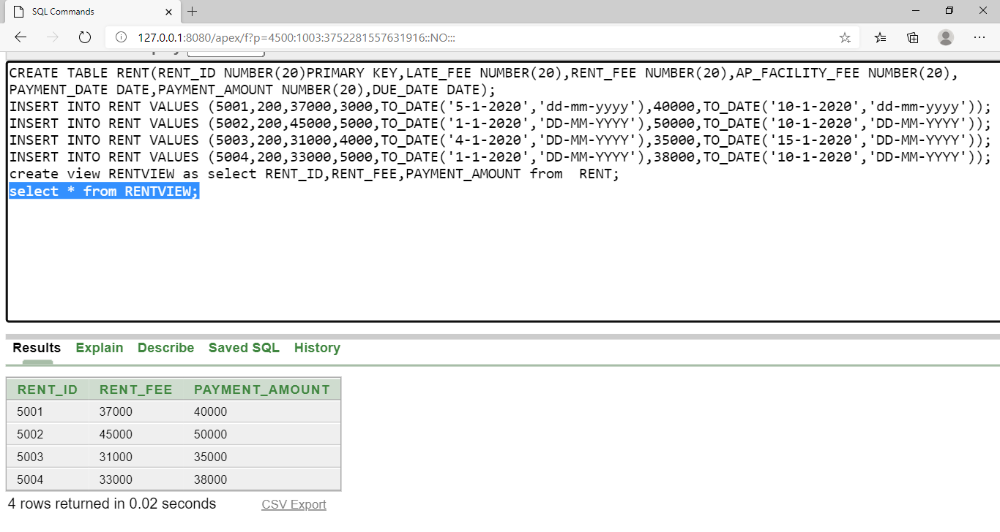 SQL Commands
127.0.0.1:8080/apex/f?p=4500:1003:3752281557631916::NO:::
CREATE TABLE RENT(RENT_ID NUMBER(20)PRIMARY KEY,LATE_FEE NUMBER(20),RENT_FEE NUMBER(20),AP_FACILITY_FEE NUMBER(20),
PAYMENT_DATE DATE,PAYMENT_AMOUNT NUMBER(20),DUE_DATE DATE);
INSERT INTO RENT VALUES (5001,200,37000,3000,TO_DATE('5-1-2020','dd-mm-yyyy'),40000,TO_DATE('10-1-2020','dd-mm-yyyy'));
INSERT INTO RENT VALUES (5002,200,45000,5000,TO_DATE('1-1-2020','DD-MM-YYYY'),50000,TO_DATE('10-1-2020','DD-MM-YYYY'));
INSERT INTO RENT VALUES (5003,200,31000,4000,TO_DATE('4-1-2020','DD-MM-YYYY'),35000,TO_DATE('15-1-2020','DD-MM-YYYY'));
INSERT INTO RENT VALUES (5004,200,33000,5000,TO_DATE('1-1-2020','DD-MM-YYYY'),38000,TO_DATE('10-1-2020','DD-MM-YYYY'));
create view RENTVIEW as select RENT_ID,RENT_FEE,PAYMENT_AMOUNT from  RENT;
select * from RENTVIEW;
Results Explain Describe Saved SQL History
RENT_ID RENT_FEE PAYMENT_AMOUNT
5001 37000 40000
5002 45000 50000
5003 31000 35000
5004 33000 38000
4 rows returned in 0.02 seconds CSV Export